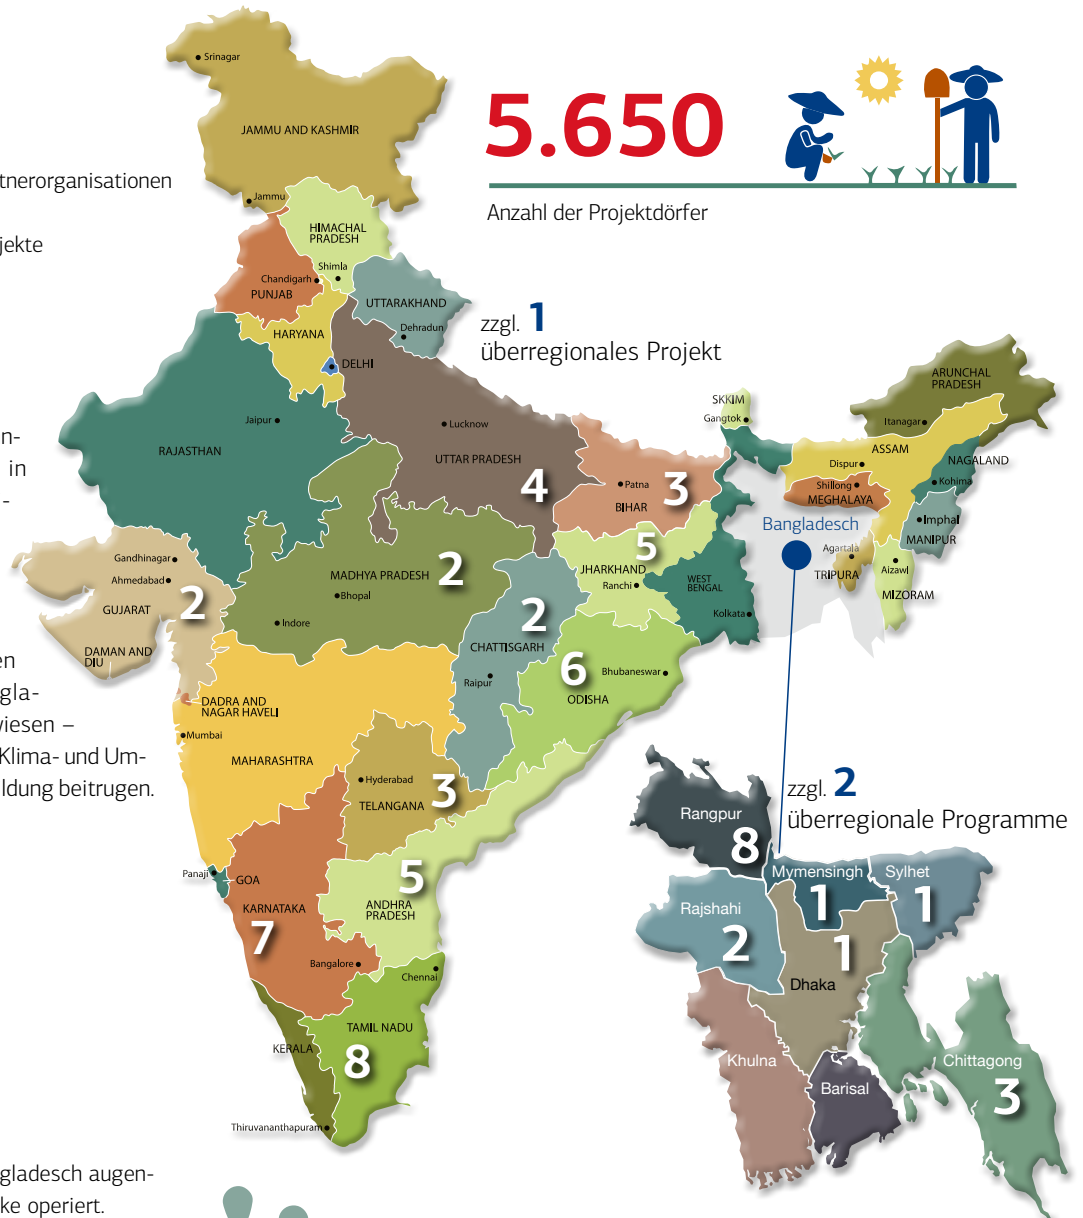 Srinagar
JAMMU AND KASHMIR
5.650
Anzahl der Projektdörfer
tnerorganisationen
jekte
Jammu
HIMACHAL
PRADESH
Shimla
Chandigarh
PUNJAB
UTTARAKHAND
Dehradun
HARYANA
DELHI
zzgl. 1
überregionales Projekt
ARUNCHAL
PRADESH
Itanagar
SKKIM
Gangtok
Jaipur
RAJASTHAN
Lucknow
UTTAR PRADESH
4
n-
in
-
ASSAM
Dispur
NAGALAND
Kohima
Shillong
MEGHALAYA
Imphal
MANIPUR
Patna
BIHAR
3
Bangladesch
Agartala
TRIPURA
Aizawl
MIZORAM
5
JHARKHAND
Ranchi
WEST
BENGAL
Kolkata
Gandhinagar
Ahmedabad
GUJARAT
2
DAMAN AND
DIU
MADHYA PRADESH
2
Bhopal
Indore
2
CHATTISGARH
Raipur
6
Bhubaneswar
ODISHA
en
gla-
wiesen –
Klima- und Um-
ldung beitrugen.
DADRA AND
NAGAR HAVELI
Mumbai
MAHARASHTRA
Hyderabad
TELANGANA
3
5
ANDHRA
PRADESH
Panaji
GOA
KARNATAKA
7
Bangalore
Chennai
TAMIL NADU
8
KERALA
Thiruvananthapuram
zzgl. 2
überregionale Programme
Rangpur
8
Mymensingh
1
Sylhet
1
Rajshahi
2
1
Dhaka
Khulna
Barisal
Chittagong
3
gladesch augen-
ke operiert.